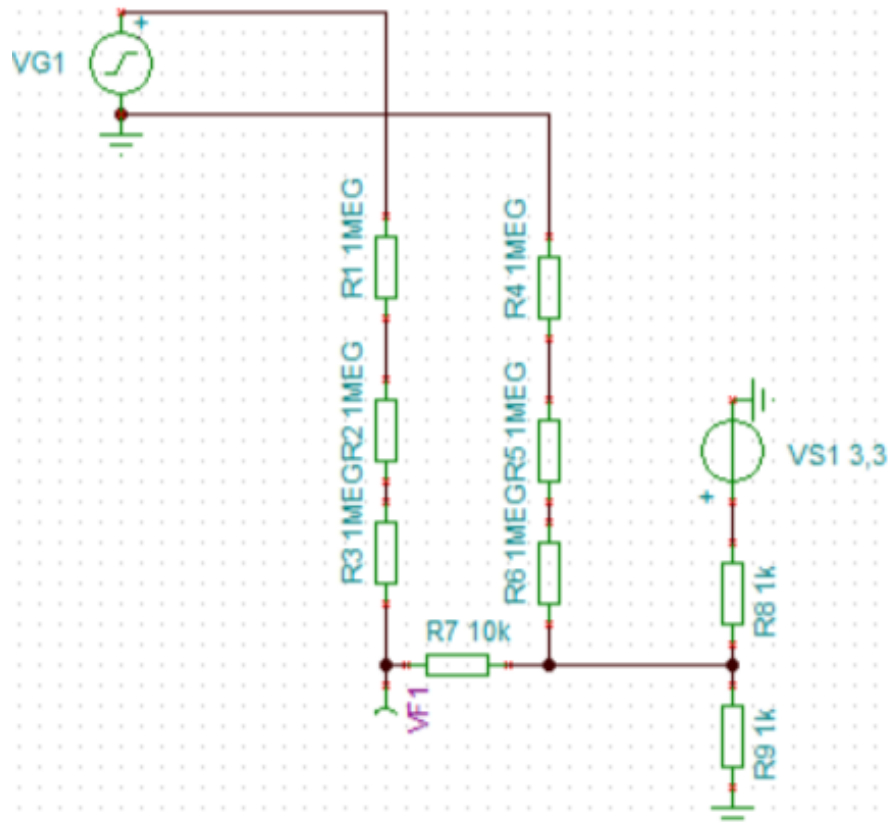 +
VG1
R1 1MEG
R4 1MEG
R2 1MEG
R5 1MEG
VS1 3,3
+
R3 1MEG
R6 1MEG
R8 1k
R7 10k
VF1
R9 1k